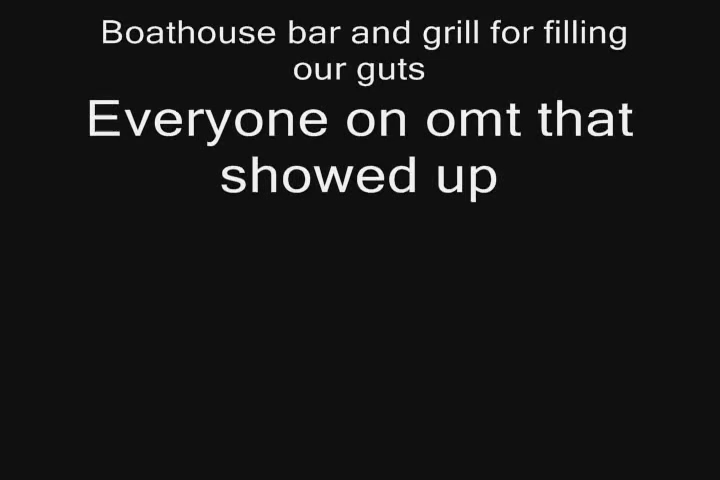 Boathouse bar and grill for filling
our guts
Everyone on omt that
showed up